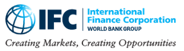 IFC
International
Finance Corporation
WORLD BANK GROUP
Creating Markets, Creating Opportunities